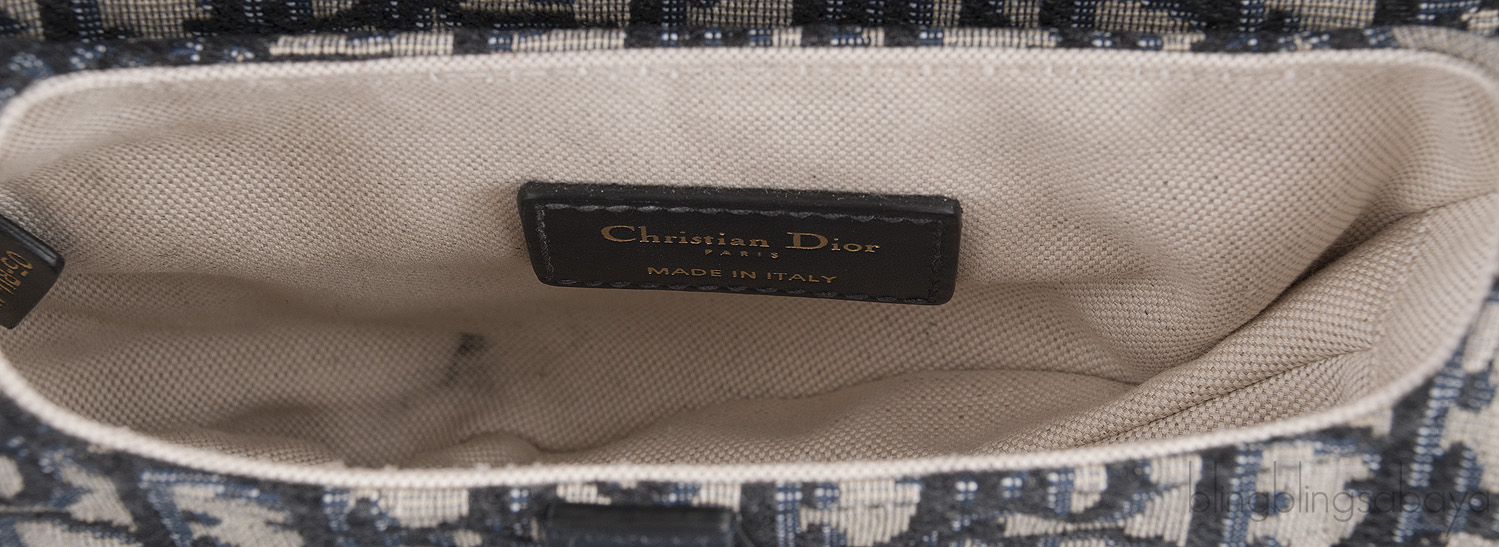 Christian Dior
PARIS
MADE IN ITALY
blingblingsabaya